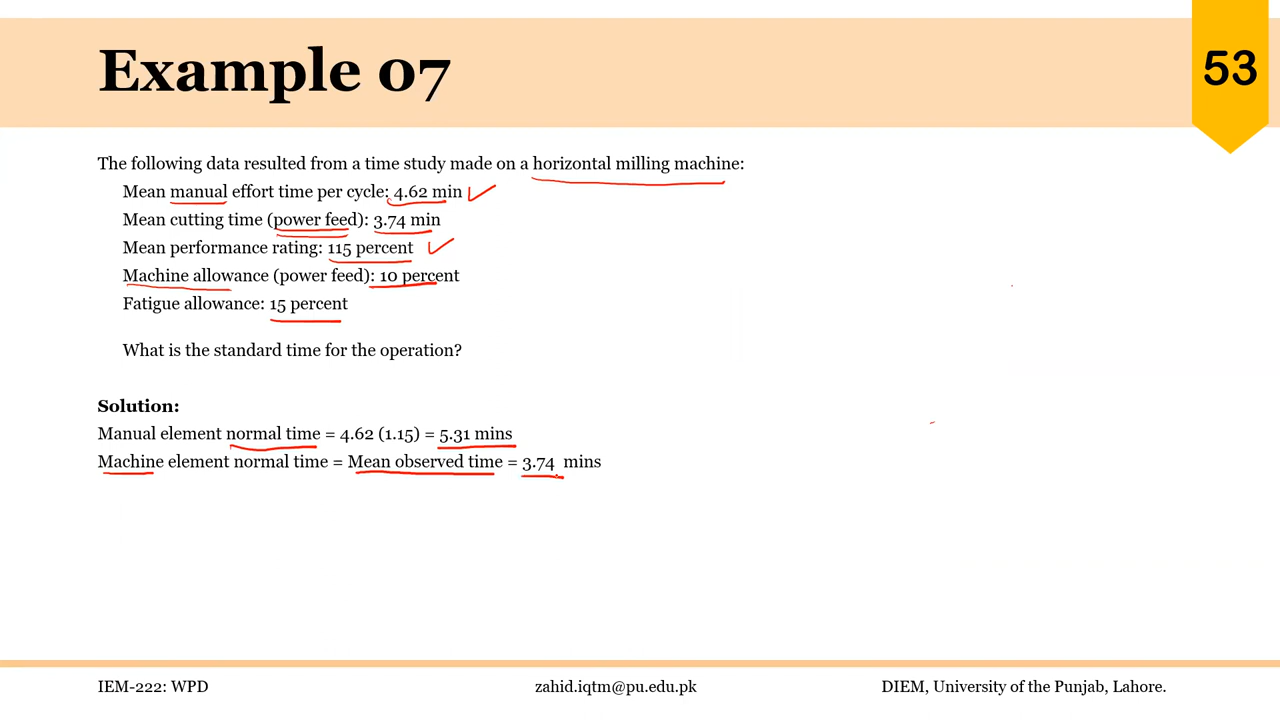 Example 07
53
The following data resulted from a time study made on a horizontal milling machine:
Mean manual effort time per cycle: 4.62 min
Mean cutting time (power feed): 3.74 min
Mean performance rating: 115 percent
Machine allowance (power feed): 10 percent
Fatigue allowance: 15 percent
What is the standard time for the operation?
Solution:
Manual element normal time = 4.62 (1.15) = 5.31 mins
Machine element normal time = Mean observed time = 3.74 mins
IEM-222: WPD
zahid.iqtm@pu.edu.pk
DIEM, University of the Punjab, Lahore.